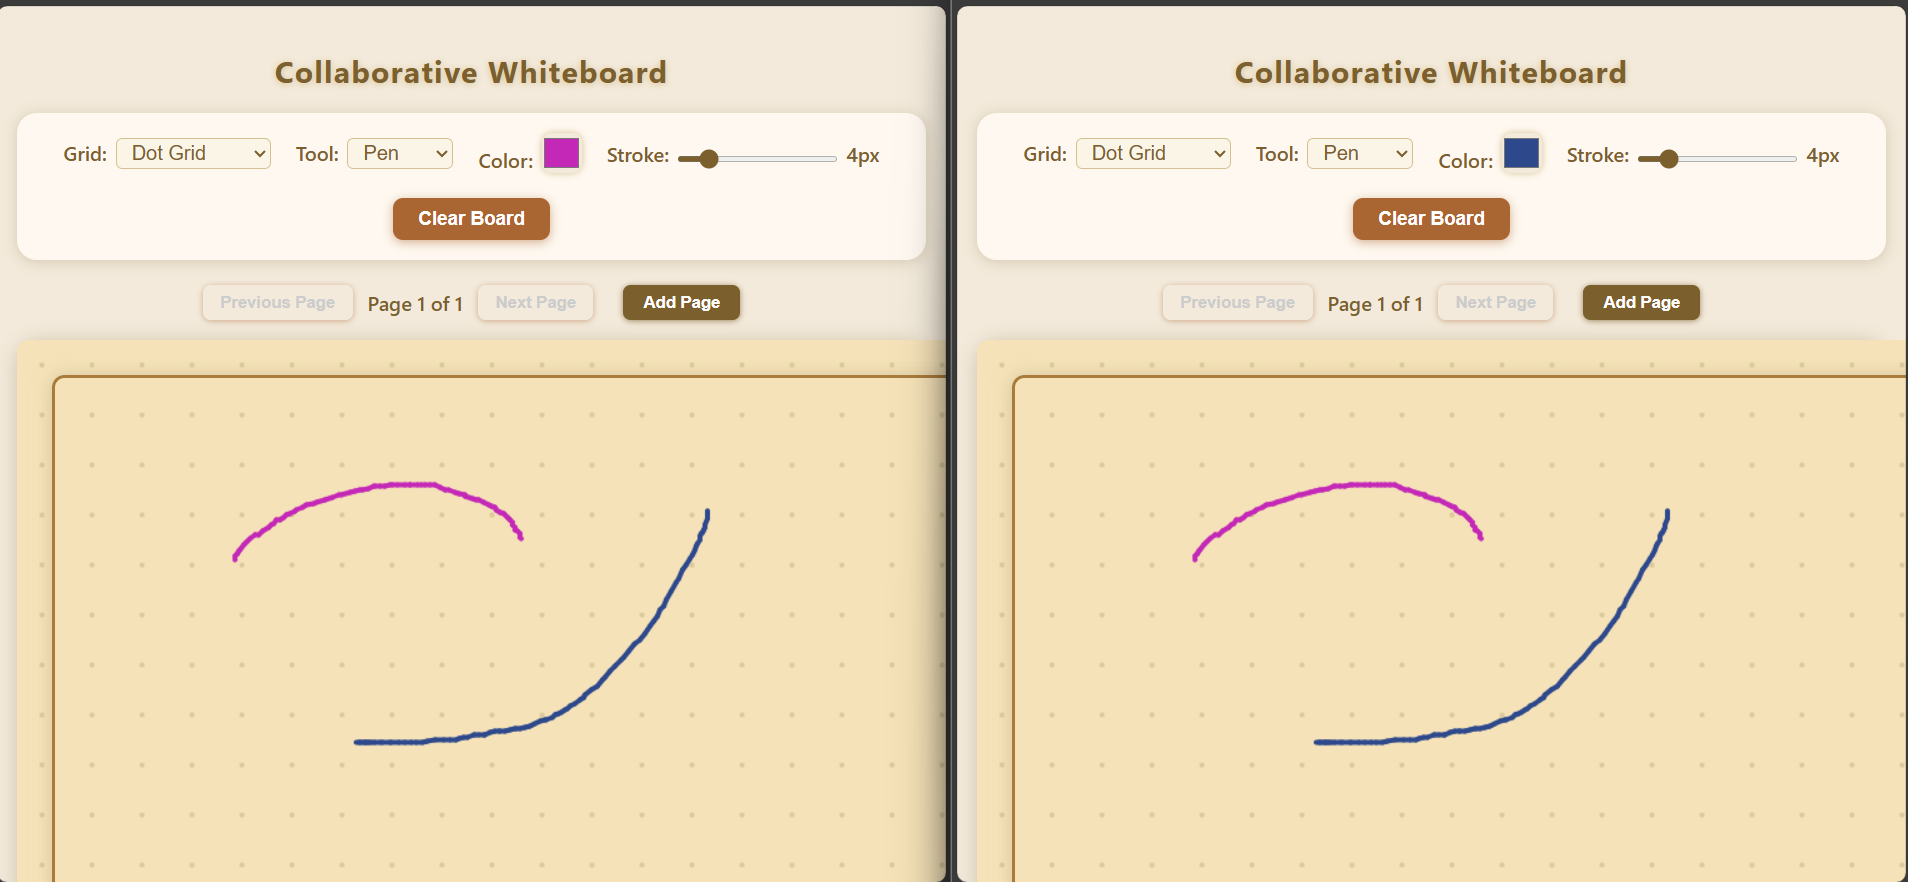 Collaborative Whiteboard
Grid: Dot Grid Tool: Pen Color: Stroke: 4px
Clear Board
Previous Page Page 1 of 1 Next Page Add Page
Collaborative Whiteboard
Grid: Dot Grid Tool: Pen Color: Stroke: 4px
Clear Board
Previous Page Page 1 of 1 Next Page Add Page